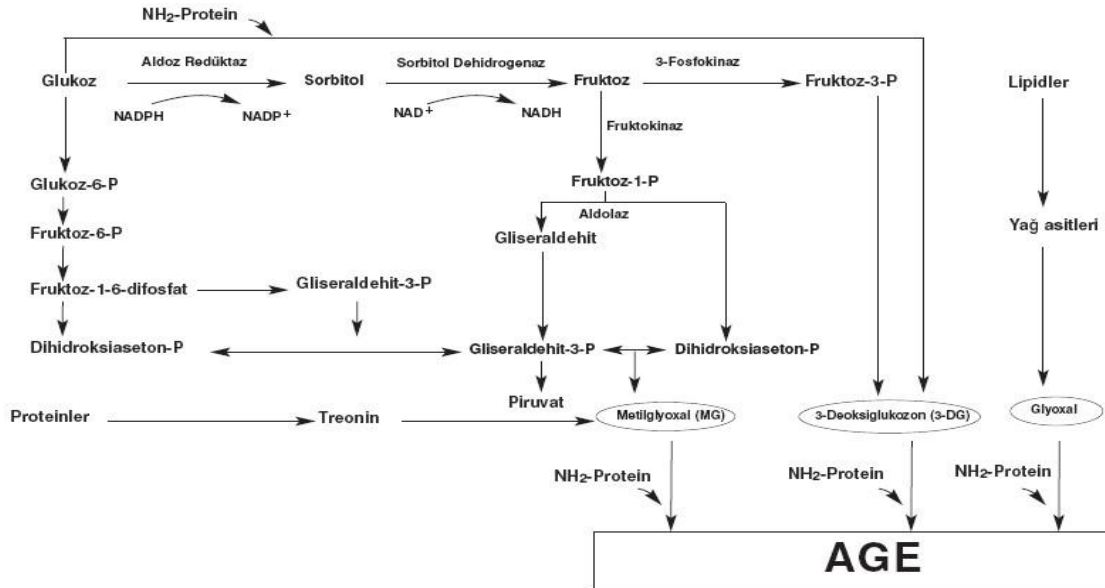 NH₂-Protein
Glukoz
Aldoz Redüktaz
Sorbitol
Sorbitol Dehidrogenaz
Fruktoz
3-Fosfokinaz
Fruktoz-3-P
Lipidler
NADPH
NADP+
NAD+
NADH
Fruktokinaz
Glukoz-6-P
Fruktoz-1-P
Aldolaz
Fruktoz-6-P
Gliseraldehit
Yağ asitleri
Fruktoz-1-6-difosfat
Gliseraldehit-3-P
Dihidroksiaseton-P
Gliseraldehit-3-P
Dihidroksiaseton-P
Piruvat
Proteinler
Treonin
Metilglyoxal (MG)
3-Deoksiglukozon (3-DG)
Glyoxal
NH₂-Protein
NH₂-Protein
NH₂-Protein
AGE